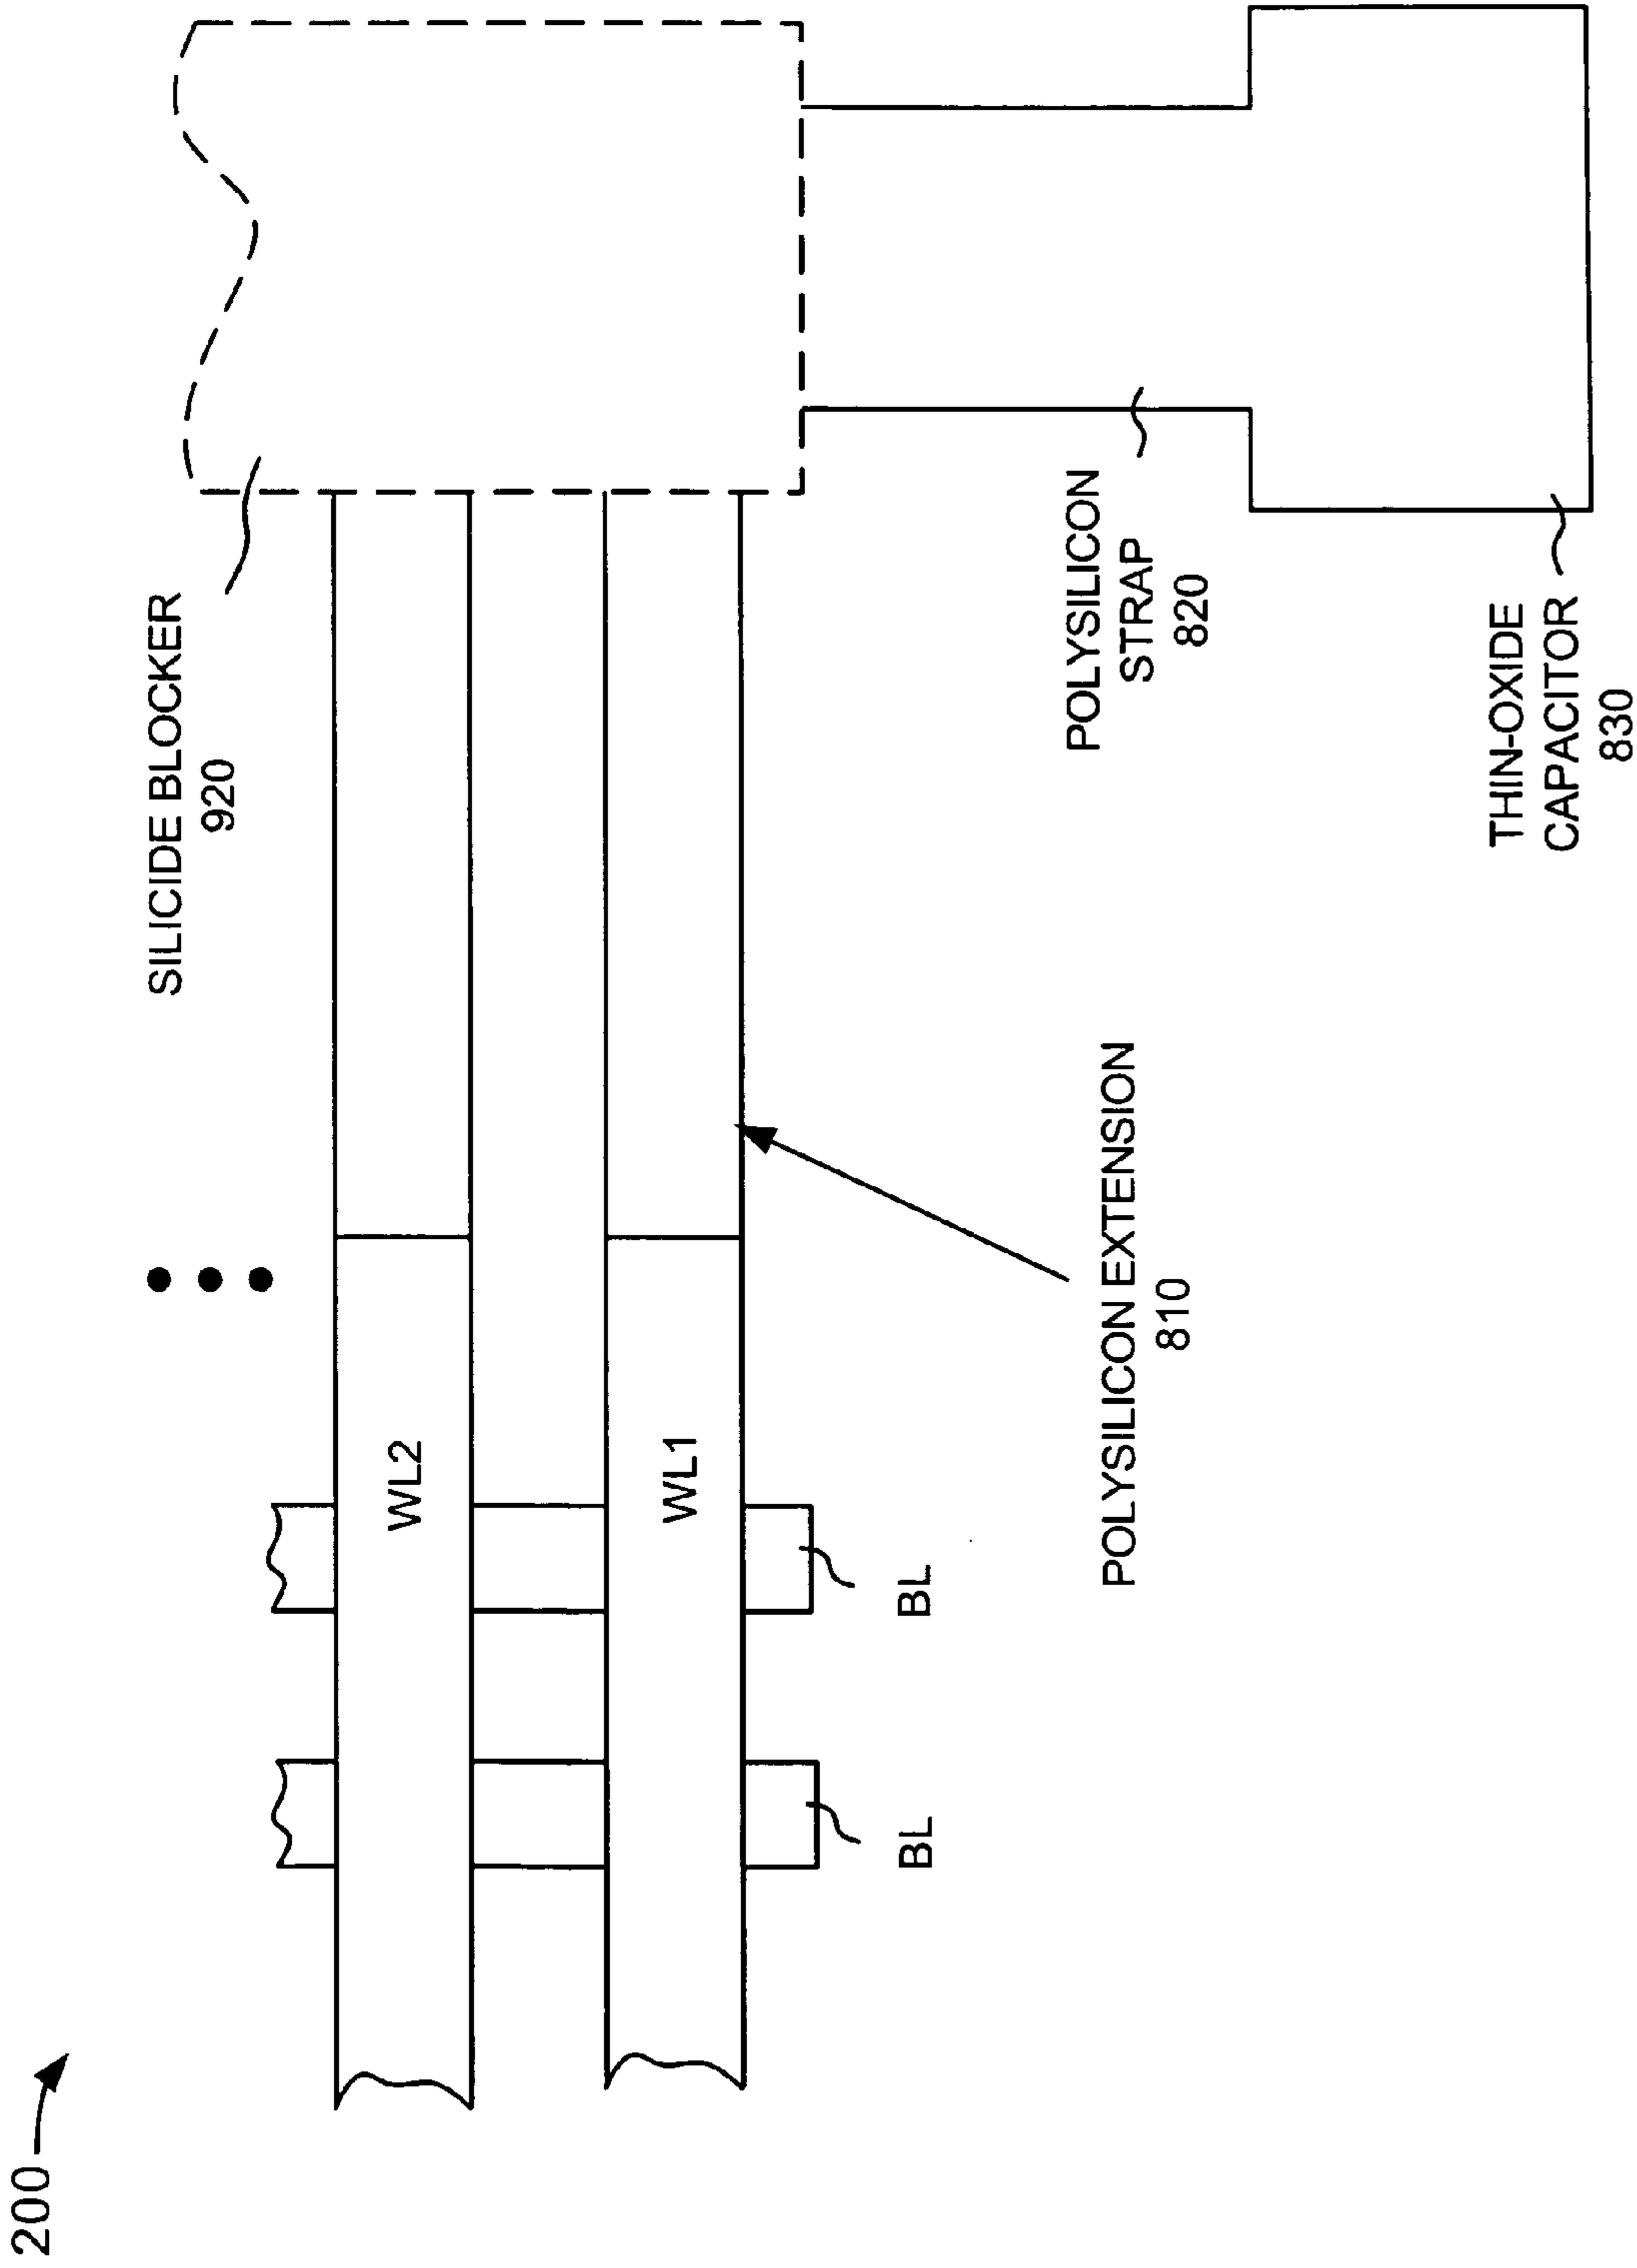 200
SILICIDE BLOCKER
920
WL2
WL1
BL
BL
POLYSILICON EXTENSION
810
POLYSILICON
STRAP
820
THIN-OXIDE
CAPACITOR
830